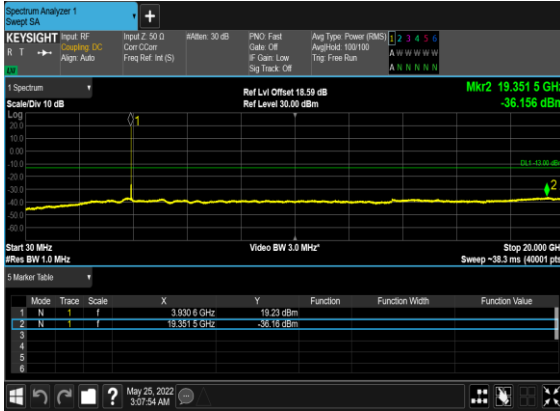 Spectrum Analyzer 1
Swept SA
+
KEYSIGHT Input: RF Input Z: 50 Ω #Atten: 30 dB PNO: Fast Avg Type: Power (RMS) 1 2 3 4 5 6
R T Coupling: DC Corr CCorr Gate: Off Avg|Hold: 100/100 A W W W W W
Align: Auto Freq Ref: Int (S) IF Gain: Low Trig: Free Run
Sig Track: Off A N N N N N
1 Spectrum Ref Lvl Offset 18.59 dB Mkr2 19.351 5 GHz
Scale/Div 10 dB Ref Level 30.00 dBm -36.156 dBm
Log
20.0
10.0
0.00
-10.0
-20.0
-30.0
-40.0
-50.0
-60.0
1
DL1 -13.00 dBm
2
Start 30 MHz Video BW 3.0 MHz* Stop 20.000 GH
#Res BW 1.0 MHz Sweep ~38.3 ms (40001 pts
5 Marker Table
Mode Trace Scale X Y Function Function Width Function Value
1 N 1 f 3.930 6 GHz 19.23 dBm
2 N 1 f 19.351 5 GHz -36.16 dBm
3
4
5
6
? May 25, 2022
3:07:54 AM